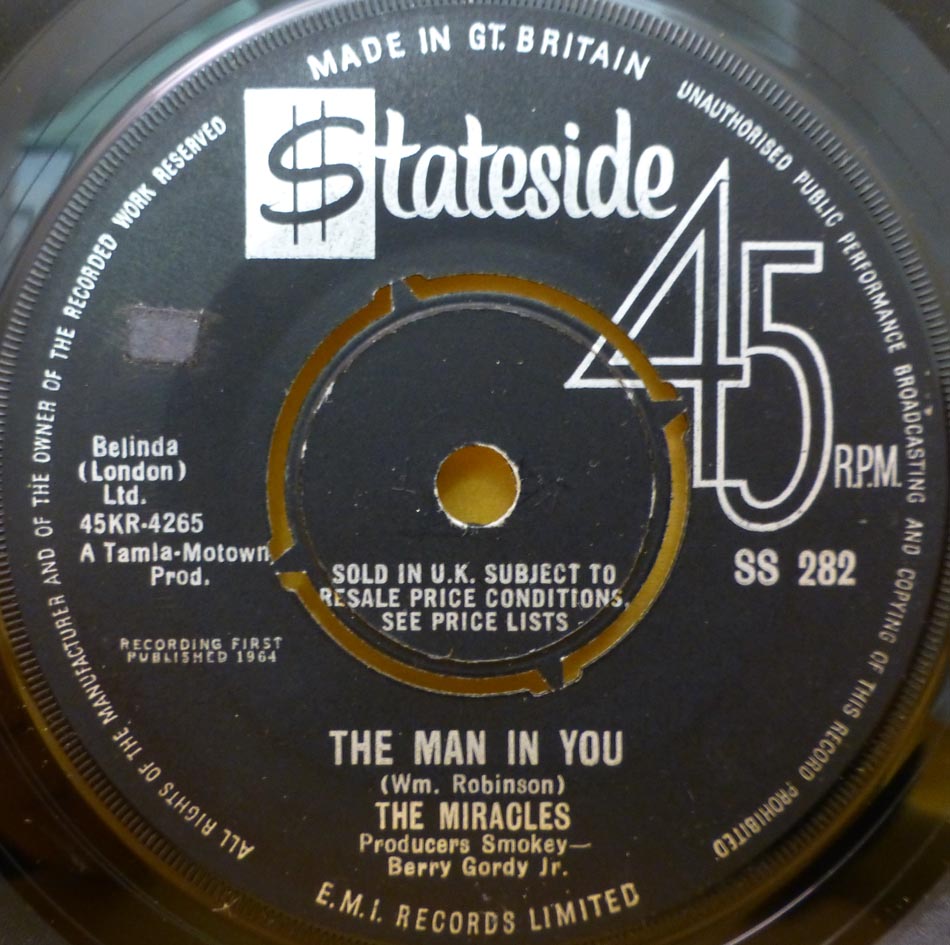 MADE IN GT. BRITAIN
UNAUTHORISED PUBLIC PERFORMANCE BROADCASTING AND COPYING OF THIS RECORD PROHIBITED
ALL RIGHTS OF THE MANUFACTURER AND OF THE OWNER OF THE RECORDED WORK RESERVED
$tateside
45
R.P.M.
Belinda
(London)
Ltd.
45KR-4265
A Tamla-Motown
Prod.
SS 282
SOLD IN U.K. SUBJECT TO
RESALE PRICE CONDITIONS,
SEE PRICE LISTS
RECORDING FIRST
PUBLISHED 1964
THE MAN IN YOU
(Wm. Robinson)
THE MIRACLES
Producers Smokey—
Berry Gordy Jr.
E.M.I. RECORDS LIMITED